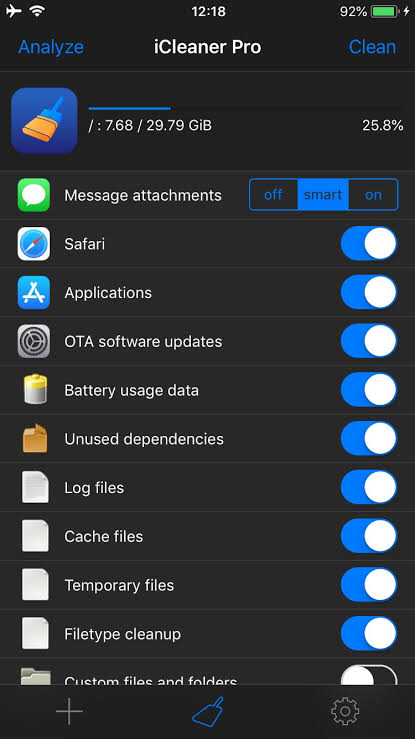 12:18
92%
Analyze
iCleaner Pro
Clean
/ : 7.68 / 29.79 GiB
25.8%
Message attachments
off
smart
on
Safari
Applications
OTA software updates
Battery usage data
Unused dependencies
Log files
Cache files
Temporary files
Filetype cleanup
Custom files and folders